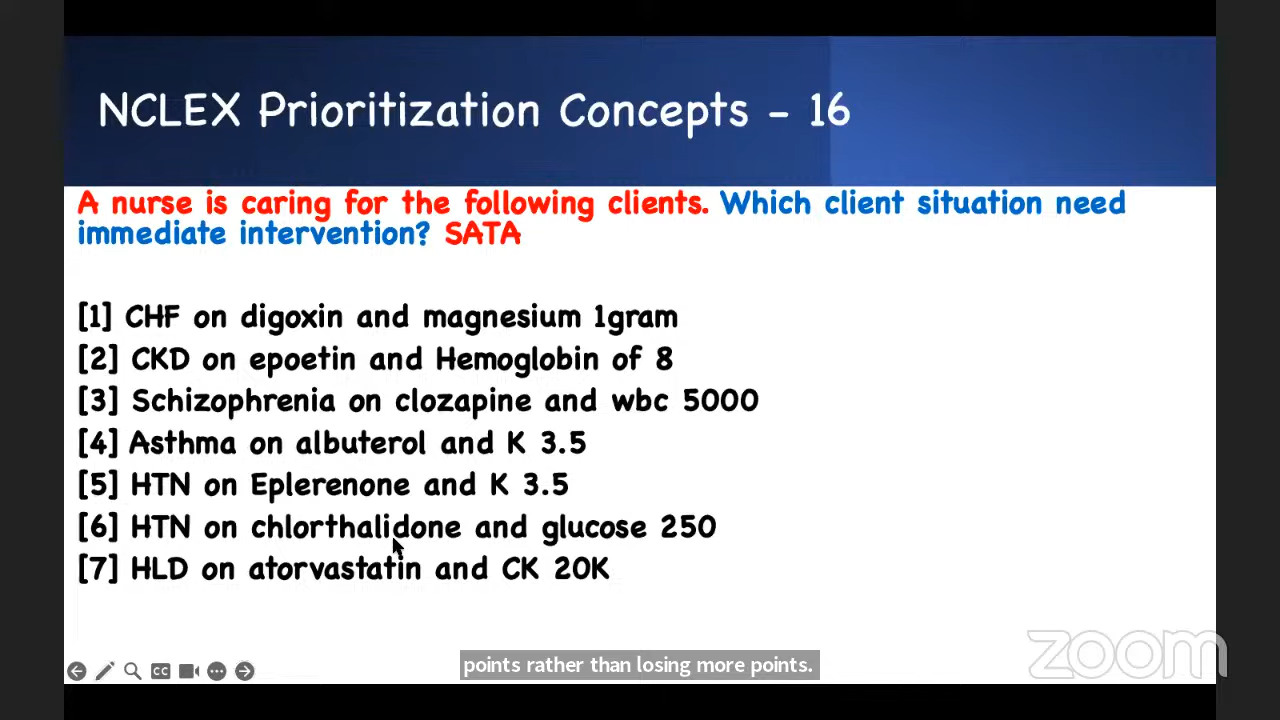 NCLEX Prioritization Concepts - 16
A nurse is caring for the following clients. Which client situation need
immediate intervention? SATA
[1] CHF on digoxin and magnesium 1gram
[2] CKD on epoetin and Hemoglobin of 8
[3] Schizophrenia on clozapine and wbc 5000
[4] Asthma on albuterol and K 3.5
[5] HTN on Eplerenone and K 3.5
[6] HTN on chlorthalidone and glucose 250
[7] HLD on atorvastatin and CK 20K
CC
points rather than losing more points.
zoom